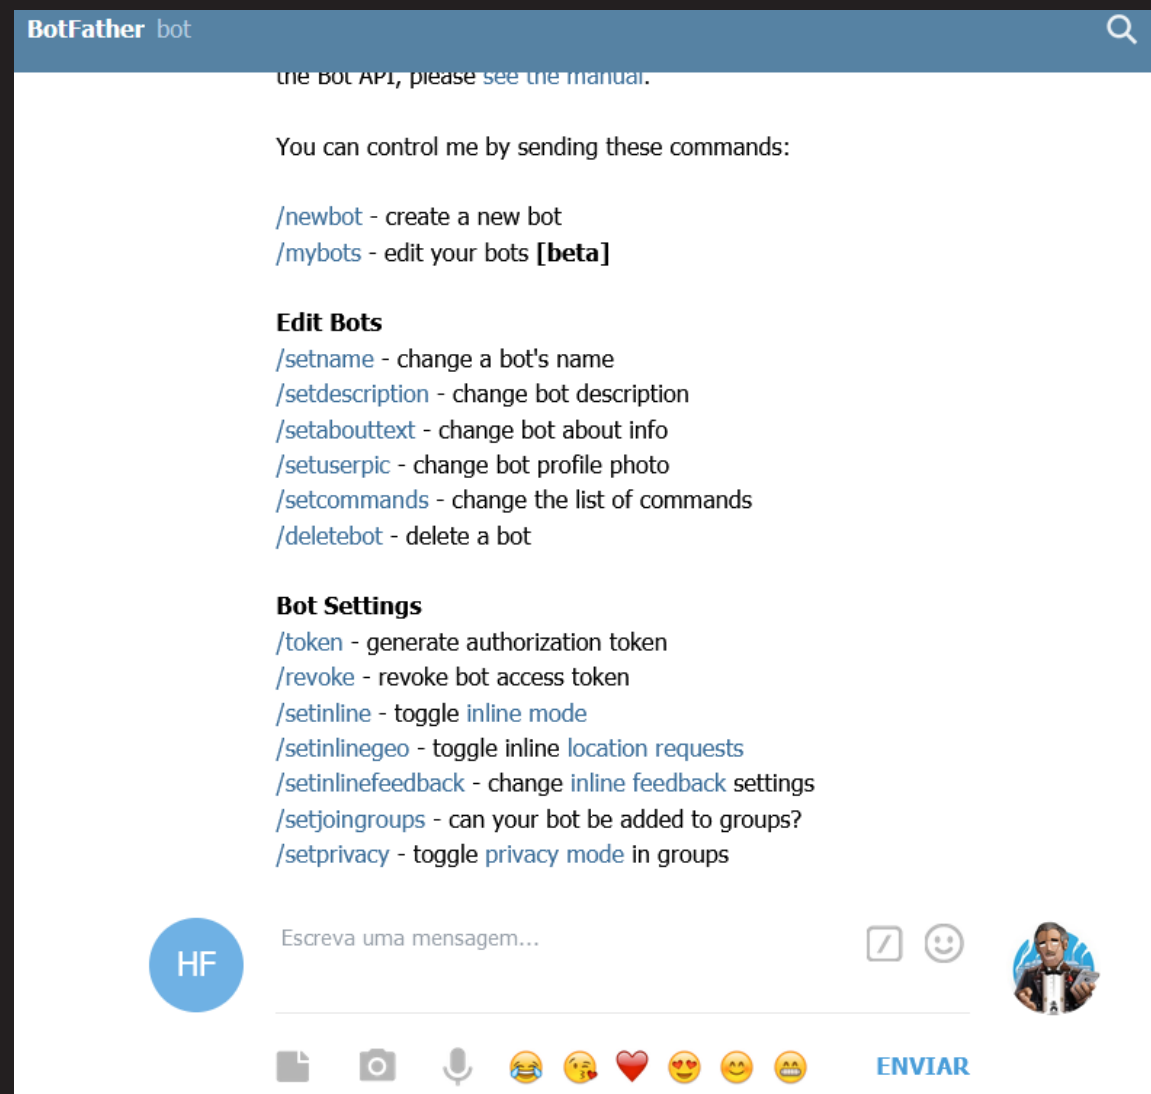 BotFather bot
the Bot API, please see the manual.
You can control me by sending these commands:
/newbot - create a new bot
/mybots - edit your bots [beta]
Edit Bots
/setname - change a bot's name
/setdescription - change bot description
/setabouttext - change bot about info
/setuserpic - change bot profile photo
/setcommands - change the list of commands
/deletebot - delete a bot
Bot Settings
/token - generate authorization token
/revoke - revoke bot access token
/setinline - toggle inline mode
/setinlinegeo - toggle inline location requests
/setinlinefeedback - change inline feedback settings
/setjoingroups - can your bot be added to groups?
/setprivacy - toggle privacy mode in groups
HF
Escreva uma mensagem...
ENVIAR